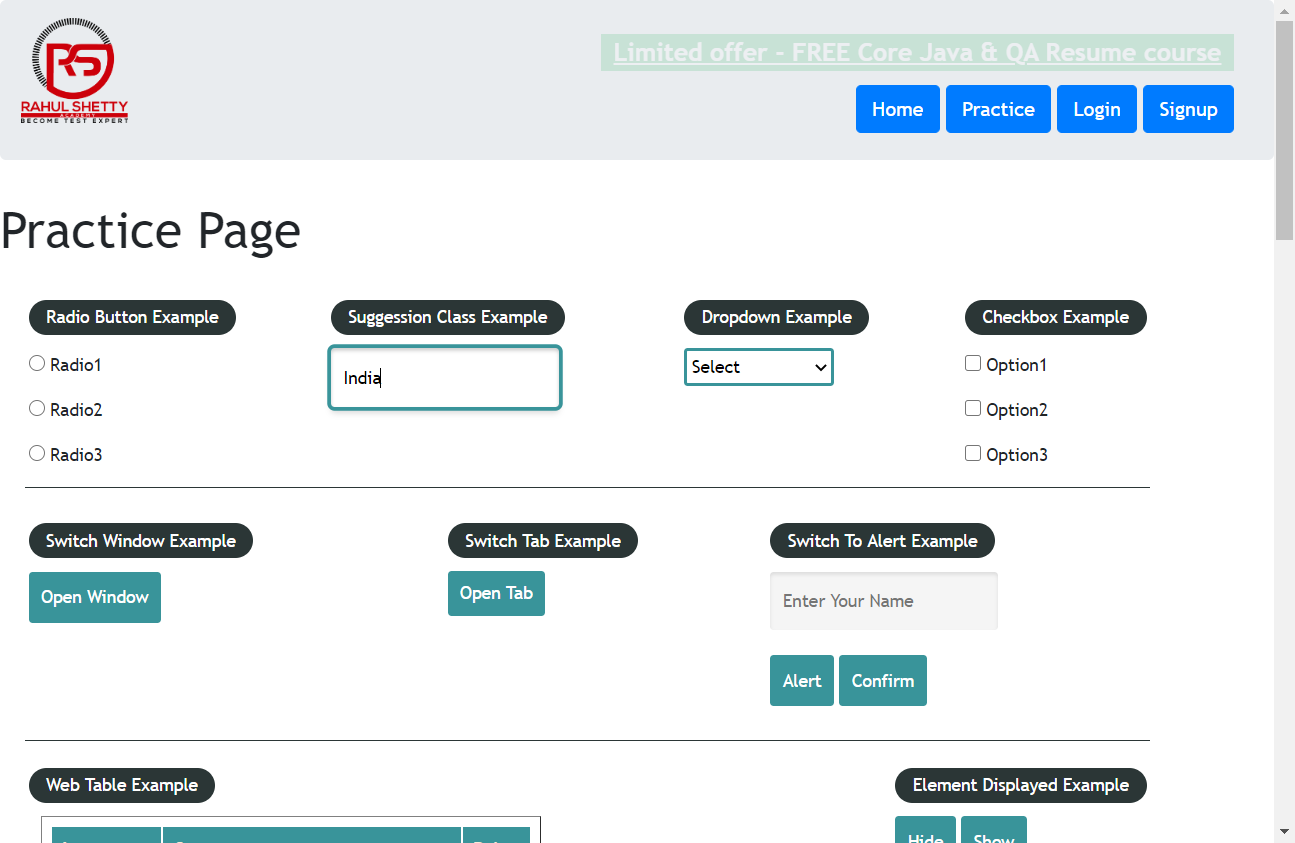 RAHUL SHETTY
ACADEMY
BECOME TEST EXPERT
Limited offer - FREE Core Java & QA Resume course
Home Practice Login Signup
Practice Page
Radio Button Example Suggession Class Example Dropdown Example Checkbox Example
Radio1 India Select Option1
Radio2 Option2
Radio3 Option3
Switch Window Example Switch Tab Example Switch To Alert Example
Open Window Open Tab Enter Your Name
Alert Confirm
Web Table Example Element Displayed Example
Hide Show